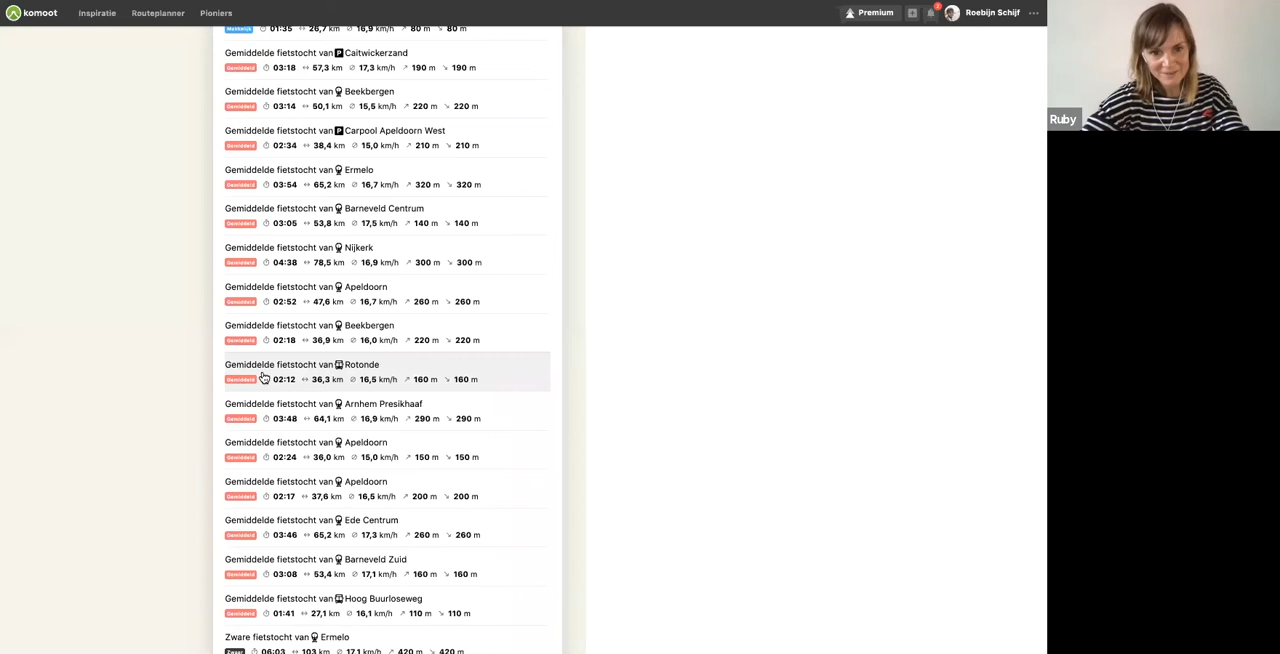 komoot Inspiratie Routeplanner Pioniers Premium 2 Roebijn Schijf
Makkelijk 01:35 26,7 km 16,9 km/h 80 m 80 m
Gemiddelde fietstocht van P Caitwickerzand
Gemiddeld 03:18 57,3 km 17,3 km/h 190 m 190 m
Gemiddelde fietstocht van Beekbergen
Gemiddeld 03:14 50,1 km 15,5 km/h 220 m 220 m
Gemiddelde fietstocht van P Carpool Apeldoorn West
Gemiddeld 02:34 38,4 km 15,0 km/h 210 m 210 m
Gemiddelde fietstocht van Ermelo
Gemiddeld 03:54 65,2 km 16,7 km/h 320 m 320 m
Gemiddelde fietstocht van Barneveld Centrum
Gemiddeld 03:05 53,8 km 17,5 km/h 140 m 140 m
Gemiddelde fietstocht van Nijkerk
Gemiddeld 04:38 78,5 km 16,9 km/h 300 m 300 m
Gemiddelde fietstocht van Apeldoorn
Gemiddeld 02:52 47,6 km 16,7 km/h 260 m 260 m
Gemiddelde fietstocht van Beekbergen
Gemiddeld 02:18 36,9 km 16,0 km/h 220 m 220 m
Gemiddelde fietstocht van Rotonde
Gemiddeld 02:12 36,3 km 16,5 km/h 160 m 160 m
Gemiddelde fietstocht van Arnhem Presikhaaf
Gemiddeld 03:48 64,1 km 16,9 km/h 290 m 290 m
Gemiddelde fietstocht van Apeldoorn
Gemiddeld 02:24 36,0 km 15,0 km/h 150 m 150 m
Gemiddelde fietstocht van Apeldoorn
Gemiddeld 02:17 37,6 km 16,5 km/h 200 m 200 m
Gemiddelde fietstocht van Ede Centrum
Gemiddeld 03:46 65,2 km 17,3 km/h 260 m 260 m
Gemiddelde fietstocht van Barneveld Zuid
Gemiddeld 03:08 53,4 km 17,1 km/h 160 m 160 m
Gemiddelde fietstocht van Hoog Buurloseweg
Gemiddeld 01:41 27,1 km 16,1 km/h 110 m 110 m
Zware fietstocht van Ermelo
Zwaar 06:03 103 km 17,1 km/h 420 m 420 m
Ruby